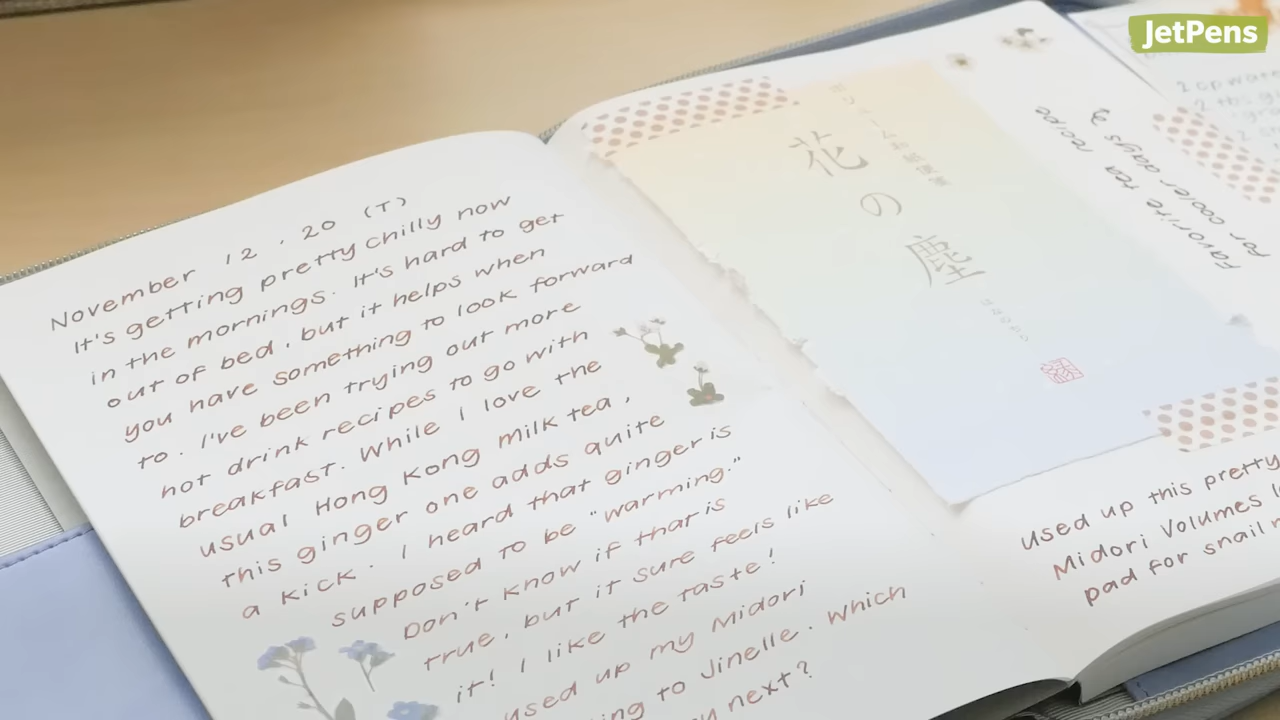 JetPens
November 12, 20 (T)
It's getting pretty chilly now
in the mornings. It's hard to get
out of bed, but it helps when
you have something to look forward
to. I've been trying out more
hot drink recipes to go with
breakfast. While I love the
usual Hong Kong milk tea,
this ginger one adds quite
a kick. I heard that ginger is
supposed to be "warming."
Don't know if that is
true, but it sure feels like
it! I like the taste!
used up my Midori
to Jinelle. Which
next?
花の
Favorite tea recipe
for cooler days
used up this pretty
Midori Volumes
pad for snail